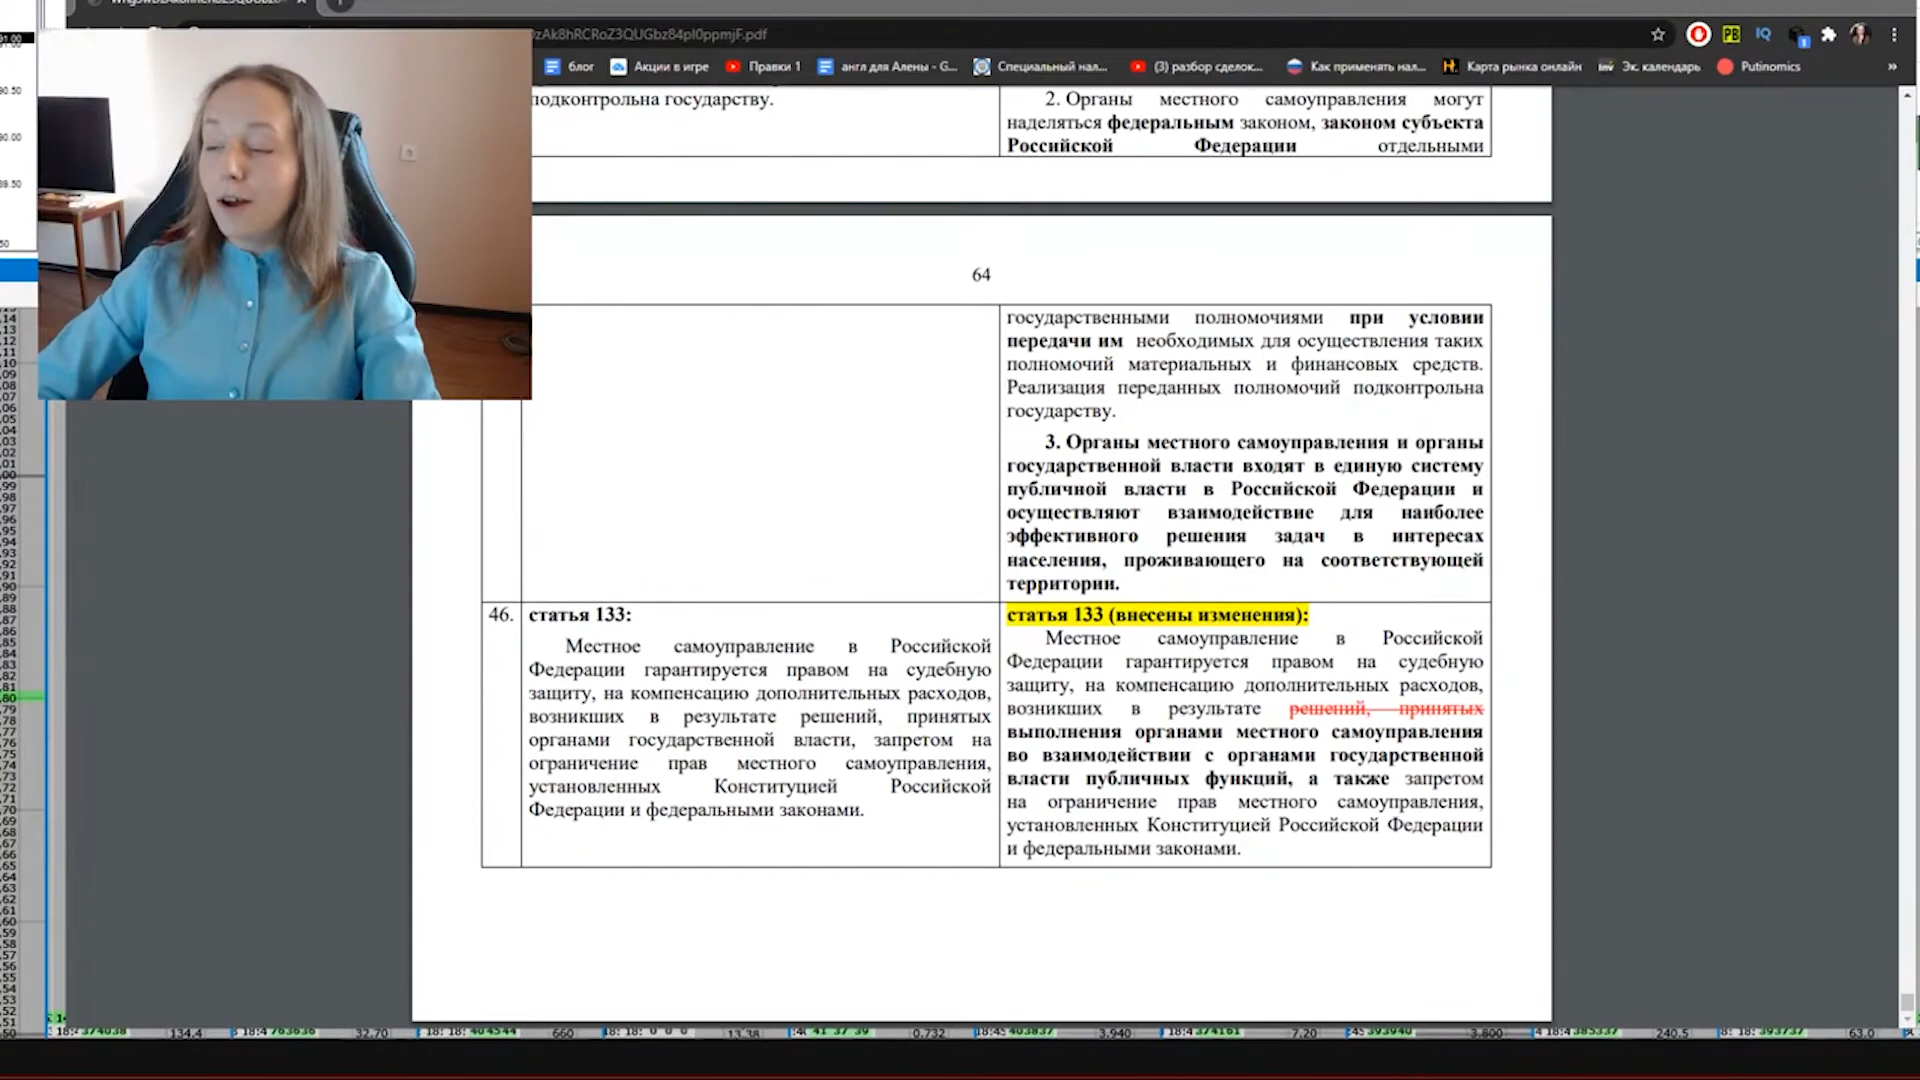 zAk8hRCRoZ3QUGbz84pl0ppmjF.pdf
блог
Акции в игре
Правки 1
англ для Алены - G...
Специальный нал...
(3) разбор сделок...
Как применять нал...
Карта рынка онлайн
Эк. календарь
Putinomics
подконтрольна государству.
2. Органы местного самоуправления могут
наделяться федеральным законом, законом субъекта
Российской Федерации отдельными
64
государственными полномочиями при условии
передачи им необходимых для осуществления таких
полномочий материальных и финансовых средств.
Реализация переданных полномочий подконтрольна
государству.
3. Органы местного самоуправления и органы
государственной власти входят в единую систему
публичной власти в Российской Федерации и
осуществляют взаимодействие для наиболее
эффективного решения задач в интересах
населения, проживающего на соответствующей
территории.
46.
статья 133:
Местное самоуправление в Российской
Федерации гарантируется правом на судебную
защиту, на компенсацию дополнительных расходов,
возникших в результате решений, принятых
органами государственной власти, запретом на
ограничение прав местного самоуправления,
установленных Конституцией Российской
Федерации и федеральными законами.
статья 133 (внесены изменения):
Местное самоуправление в Российской
Федерации гарантируется правом на судебную
защиту, на компенсацию дополнительных расходов,
возникших в результате решений, принятых
выполнения органами местного самоуправления
во взаимодействии с органами государственной
власти публичных функций, а также запретом
на ограничение прав местного самоуправления,
установленных Конституцией Российской Федерации
и федеральными законами.